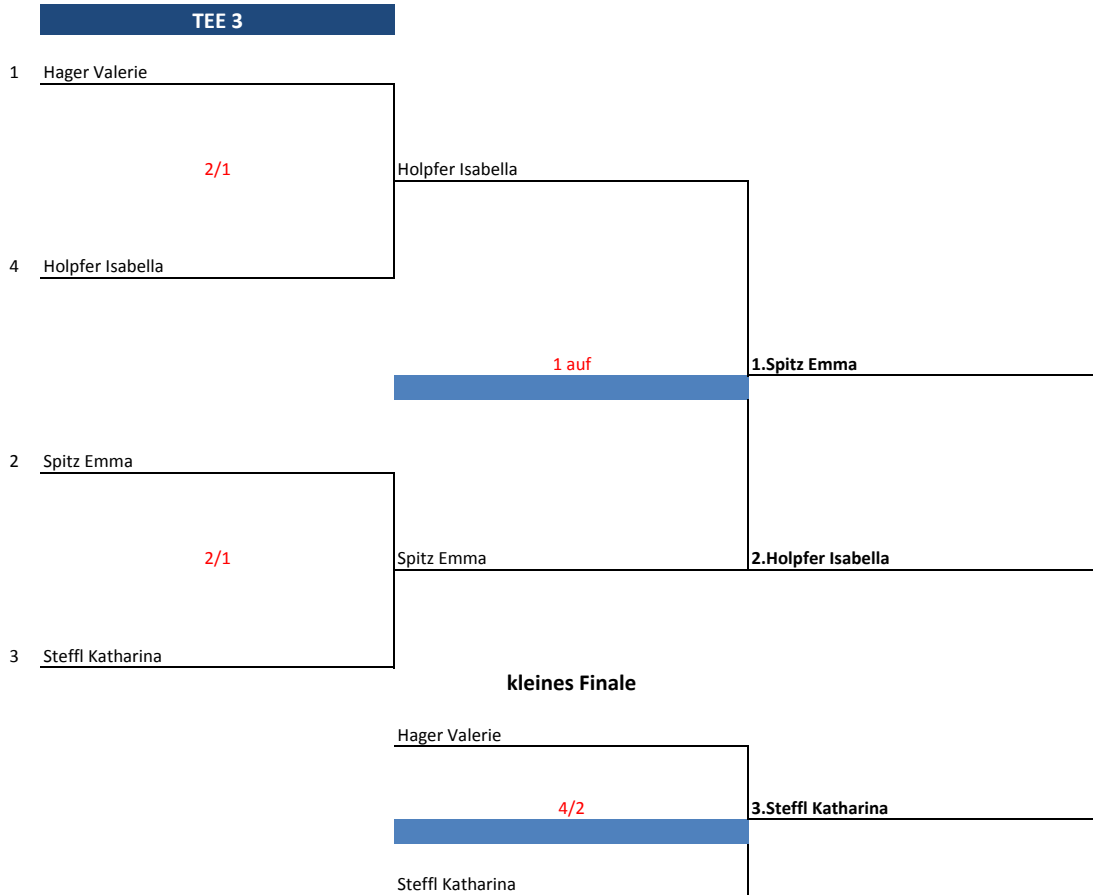 TEE 3
1 Hager Valerie
2/1
Holpfer Isabella
4 Holpfer Isabella
1 auf
1.Spitz Emma
2 Spitz Emma
2/1
Spitz Emma
2.Holpfer Isabella
3 Steffl Katharina
kleines Finale
Hager Valerie
4/2
3.Steffl Katharina
Steffl Katharina